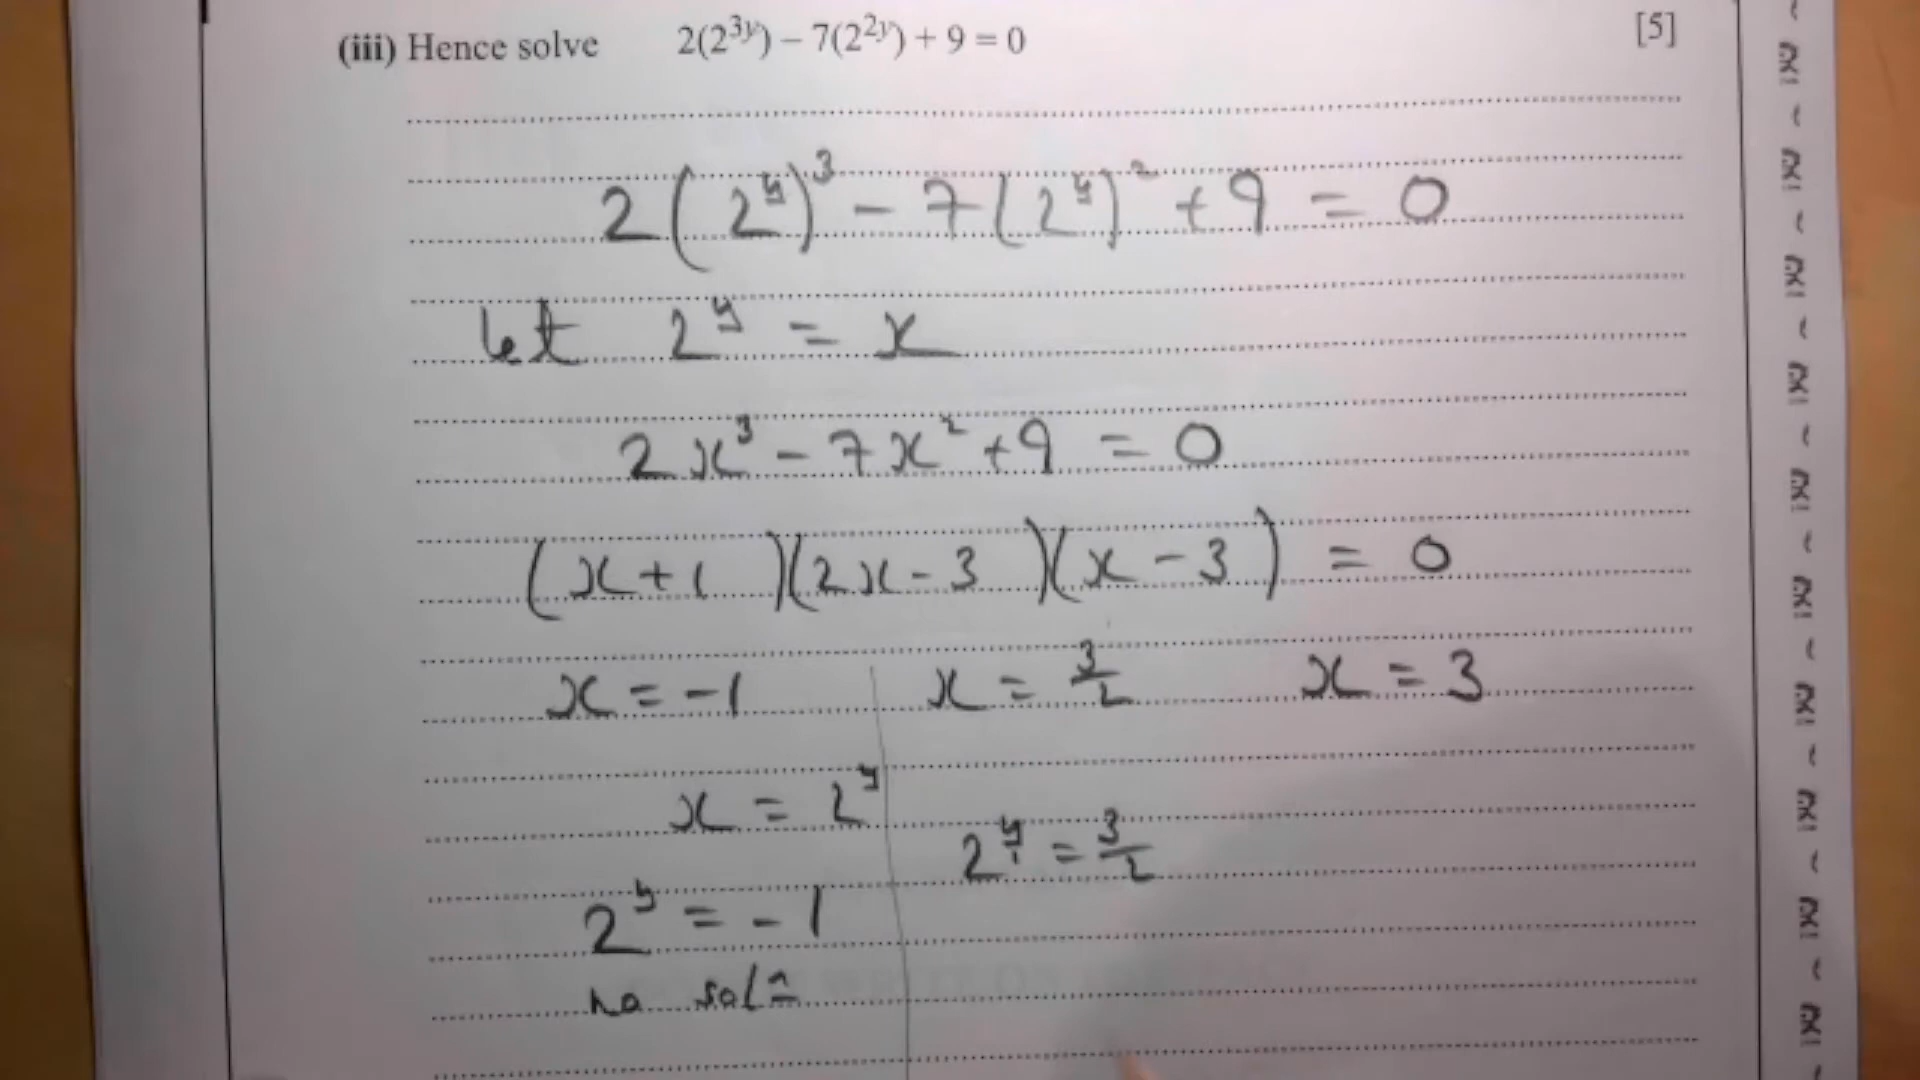 (iii) Hence solve 2(2^{3y}) – 7(2^{2y}) + 9 = 0 [5]
2(2^y)^3 - 7(2^y)^2 + 9 = 0
let 2^y = x
2x^3 - 7x^2 + 9 = 0
(x + 1)(2x - 3)(x - 3) = 0
x = -1 x = 3/2 x = 3
x = 2^y
2^y = 3/2
2^y = -1
no sol^n